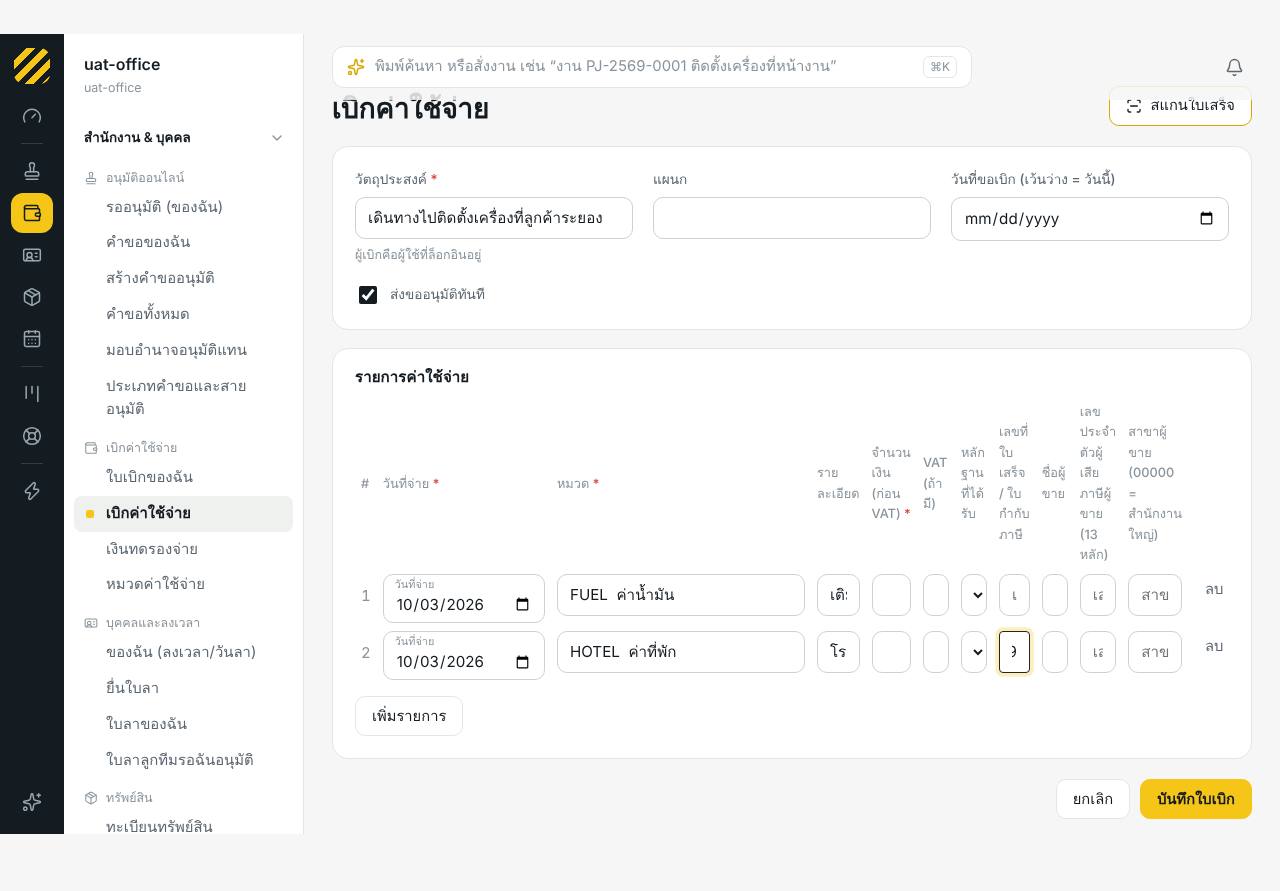 uat-office
uat-office
สำนักงาน & บุคคล
อนุมัติออนไลน์
รออนุมัติ (ของฉัน)
คำขอของฉัน
สร้างคำขออนุมัติ
คำขอทั้งหมด
มอบอำนาจอนุมัติแทน
ประเภทคำขอและสาย
อนุมัติ
เบิกค่าใช้จ่าย
ใบเบิกของฉัน
เบิกค่าใช้จ่าย
เงินทดรองจ่าย
หมวดค่าใช้จ่าย
บุคคลและลงเวลา
ของฉัน (ลงเวลา/วันลา)
ยื่นใบลา
ใบลาของฉัน
ใบลาลูกทีมรอฉันอนุมัติ
ทรัพย์สิน
ทะเบียนทรัพย์สิน
พิมพ์ค้นหา หรือสั่งงาน เช่น “งาน PJ-2569-0001 ติดตั้งเครื่องที่หน้างาน”
⌘K
เบิกค่าใช้จ่าย
สแกนใบเสร็จ
วัตถุประสงค์ *
แผนก
วันที่ขอเบิก (เว้นว่าง = วันนี้)
เดินทางไปติดตั้งเครื่องที่ลูกค้าระยอง
mm/dd/yyyy
ผู้เบิกคือผู้ใช้ที่ล็อกอินอยู่
ส่งขออนุมัติทันที
รายการค่าใช้จ่าย
#
วันที่จ่าย *
หมวด *
ราย
ละเอียด
จำนวน
เงิน
(ก่อน
VAT) *
VAT
(ถ้า
มี)
หลัก
ฐาน
ที่ได้
รับ
เลขที่
ใบ
เสร็จ
/ ใบ
กำกับ
ภาษี
ชื่อผู้
ขาย
เลข
ประจำ
ตัวผู้
เสีย
ภาษีผู้
ขาย
(13
หลัก)
สาขาผู้
ขาย
(00000
=
สำนักงาน
ใหญ่)
1
วันที่จ่าย
10/03/2026
FUEL ค่าน้ำมัน
สาข
ลบ
2
วันที่จ่าย
10/03/2026
HOTEL ค่าที่พัก
โร
สาข
ลบ
เพิ่มรายการ
ยกเลิก
บันทึกใบเบิก